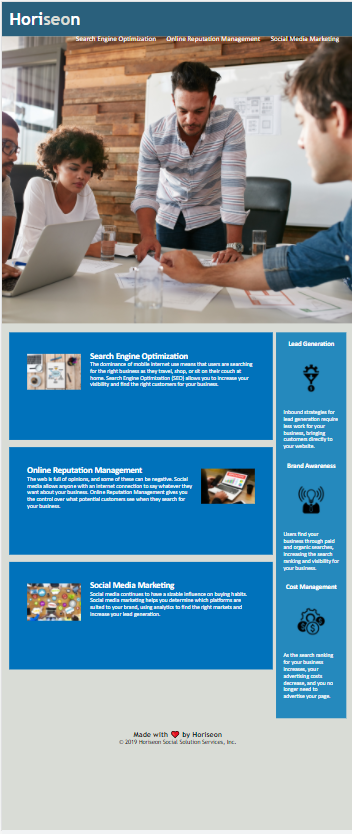 Horiseon
Search Engine Optimization
Online Reputation Management
Social Media Marketing
Search Engine Optimization
The dominance of mobile internet use means that users are searching
for the right business as they travel, shop, or sit on their couch at
home. Search Engine Optimization (SEO) allows you to increase your
visibility and find the right customers for your business.
Online Reputation Management
The web is full of opinions, and some of these can be negative. Social
media allows anyone with an internet connection to say whatever they
want about your business. Online Reputation Management gives you
the control over what potential customers see when they search for
your business.
Social Media Marketing
Social media continues to have a sizable influence on buying habits.
Social media marketing helps you determine which platforms are
suited to your brand, using analytics to find the right markets and
increase your lead generation.
Lead Generation
Inbound strategies for
lead generation require
less work for your
business, bringing
customers directly to
your website.
Brand Awareness
Users find your
business through paid
and organic searches,
increasing the search
ranking and visibility for
your business.
Cost Management
As the search ranking
for your business
increases, your
advertising costs
decrease, and you no
longer need to
advertise your page.
Made with ❤️ by Horiseon
© 2019 Horiseon Social Solution Services, Inc.